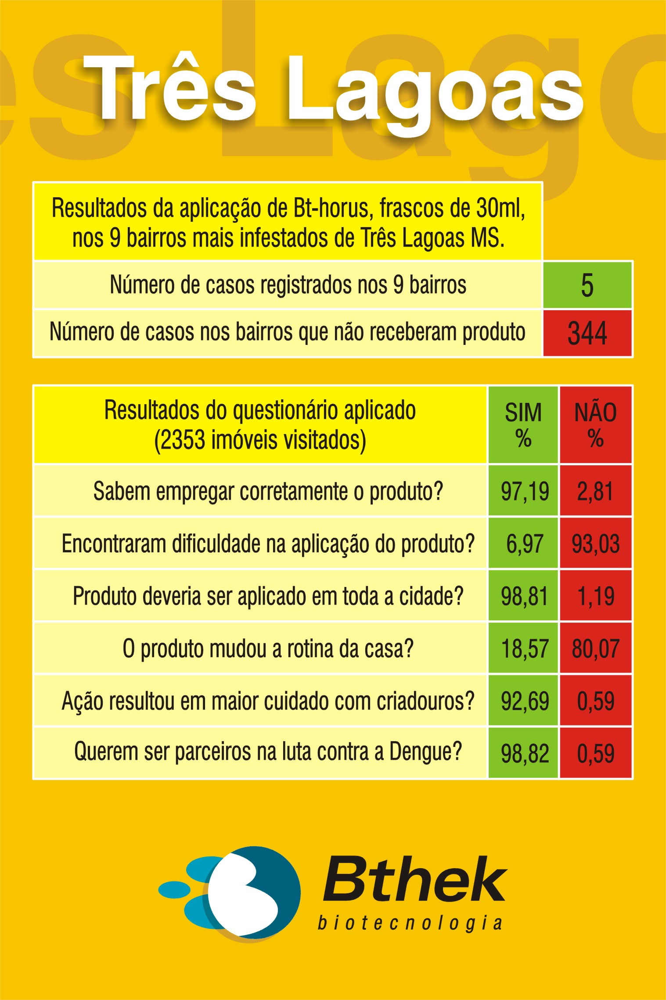 Três Lagoas
Resultados da aplicação de Bt-horus, frascos de 30ml,
nos 9 bairros mais infestados de Três Lagoas MS.
Número de casos registrados nos 9 bairros 5
Número de casos nos bairros que não receberam produto 344
Resultados do questionário aplicado
(2353 imóveis visitados)
SIM
%
NÃO
%
Sabem empregar corretamente o produto? 97,19 2,81
Encontraram dificuldade na aplicação do produto? 6,97 93,03
Produto deveria ser aplicado em toda a cidade? 98,81 1,19
O produto mudou a rotina da casa? 18,57 80,07
Ação resultou em maior cuidado com criadouros? 92,69 0,59
Querem ser parceiros na luta contra a Dengue? 98,82 0,59
Bthek
biotecnologia